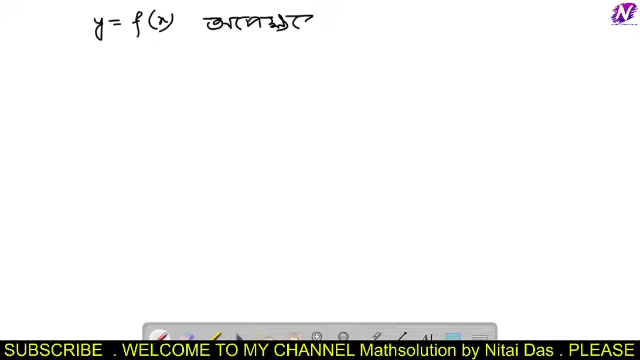 y = f(x) অপেক্ষকে
N
SUBSCRIBE . WELCOME TO MY CHANNEL Mathsolution by Nitai Das . PLEASE